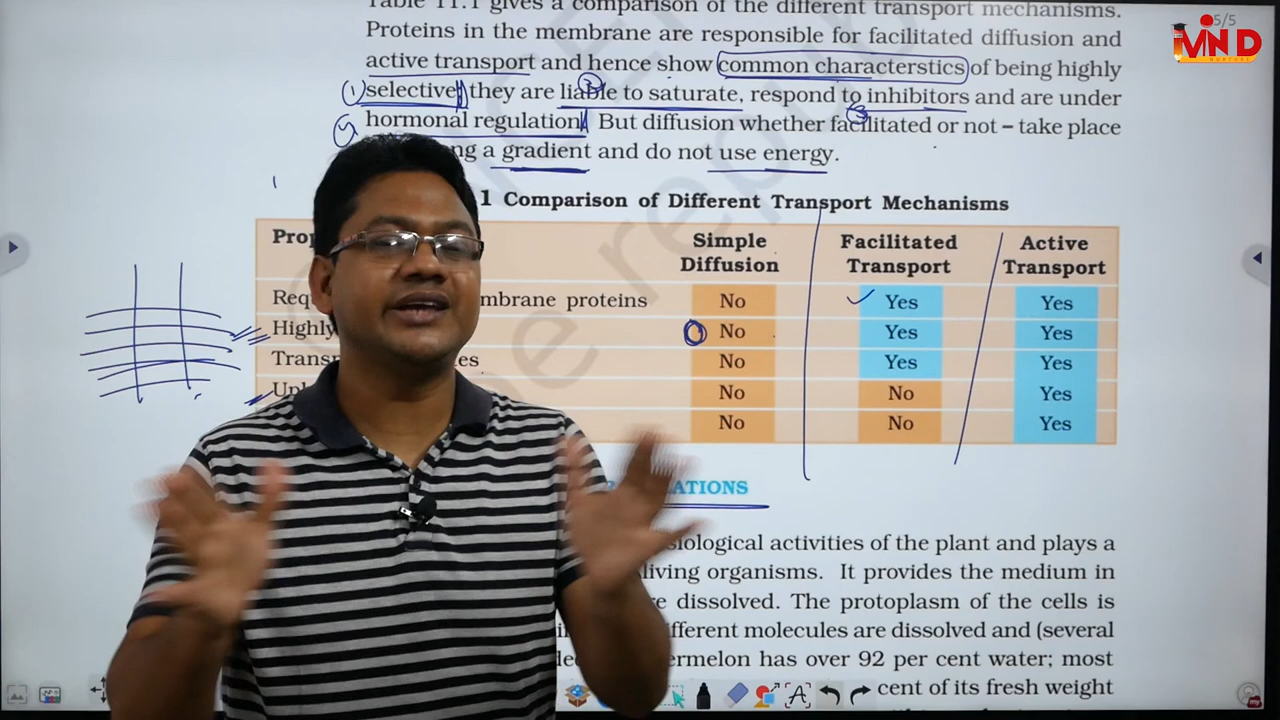 Table 11.1 gives a comparison of the different transport mechanisms.
Proteins in the membrane are responsible for facilitated diffusion and
active transport and hence show common characterstics of being highly
selective; they are liable to saturate, respond to inhibitors and are under
hormonal regulation. But diffusion whether facilitated or not – take place
a gradient and do not use energy.
1 Comparison of Different Transport Mechanisms
Simple Diffusion
Facilitated Transport
Active Transport
mbrane proteins No Yes Yes
Highly No Yes Yes
No Yes Yes
No No Yes
No No Yes
siological activities of the plant and plays a
living organisms. It provides the medium in
dissolved. The protoplasm of the cells is
different molecules are dissolved and (several
has over 92 per cent water; most
cent of its fresh weight
5/5
MIND